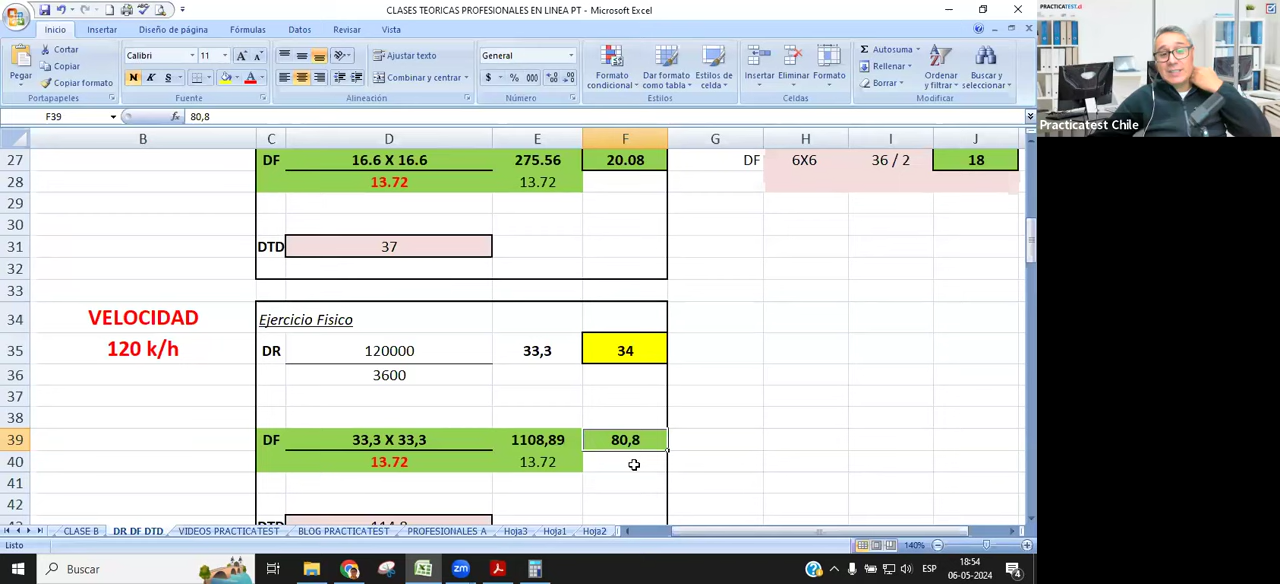 CLASES TEORICAS PROFESIONALES EN LINEA PT - Microsoft Excel
Inicio Insertar Diseño de página Fórmulas Datos Revisar Vista
Pegar
Cortar
Copiar
Copiar formato
Portapapeles
Calibri 11
N K S
Fuente
Ajustar texto
Combinar y centrar
Alineación
General
% 000
Número
Formato condicional
Dar formato como tabla
Estilos de celda
Estilos
Insertar Eliminar Formato
Celdas
Autosuma
Rellenar
Borrar
Ordenar y filtrar
Buscar y seleccionar
Modificar
F39 fx 80,8
B C D E F G H I J
27 DF 16.6 X 16.6 275.56 20.08 DF 6X6 36 / 2 18
28 13.72 13.72
29
30
31 DTD 37
32
33
34 VELOCIDAD Ejercicio Fisico
35 120 k/h DR 120000 33,3 34
36 3600
37
38
39 DF 33,3 X 33,3 1108,89 80,8
40 13.72 13.72
41
42
CLASE B DR DF DTD VIDEOS PRACTICATEST BLOG PRACTICATEST PROFESIONALES A Hoja3 Hoja1 Hoja2
Listo 140%
Buscar
ESP 18:54
06-05-2024
4
PRACTICATEST.cl
Practicatest Chile